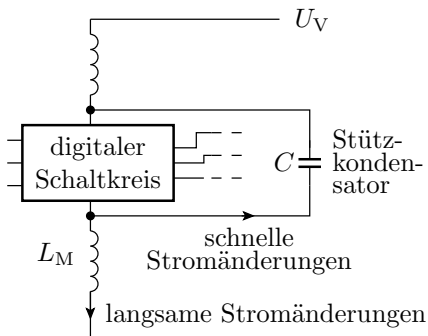 U_V
digitaler
Schaltkreis
C
Stütz-
konden-
sator
schnelle
Stromänderungen
L_M
langsame Stromänderungen